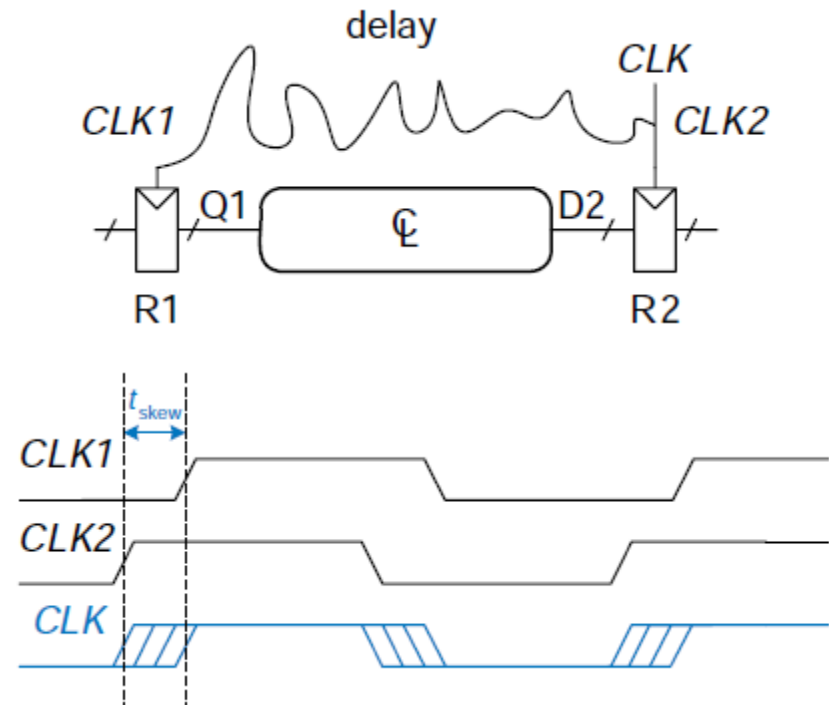 delay
CLK
CLK1
CLK2
Q1
CL
D2
R1
R2
tskew
CLK1
CLK2
CLK